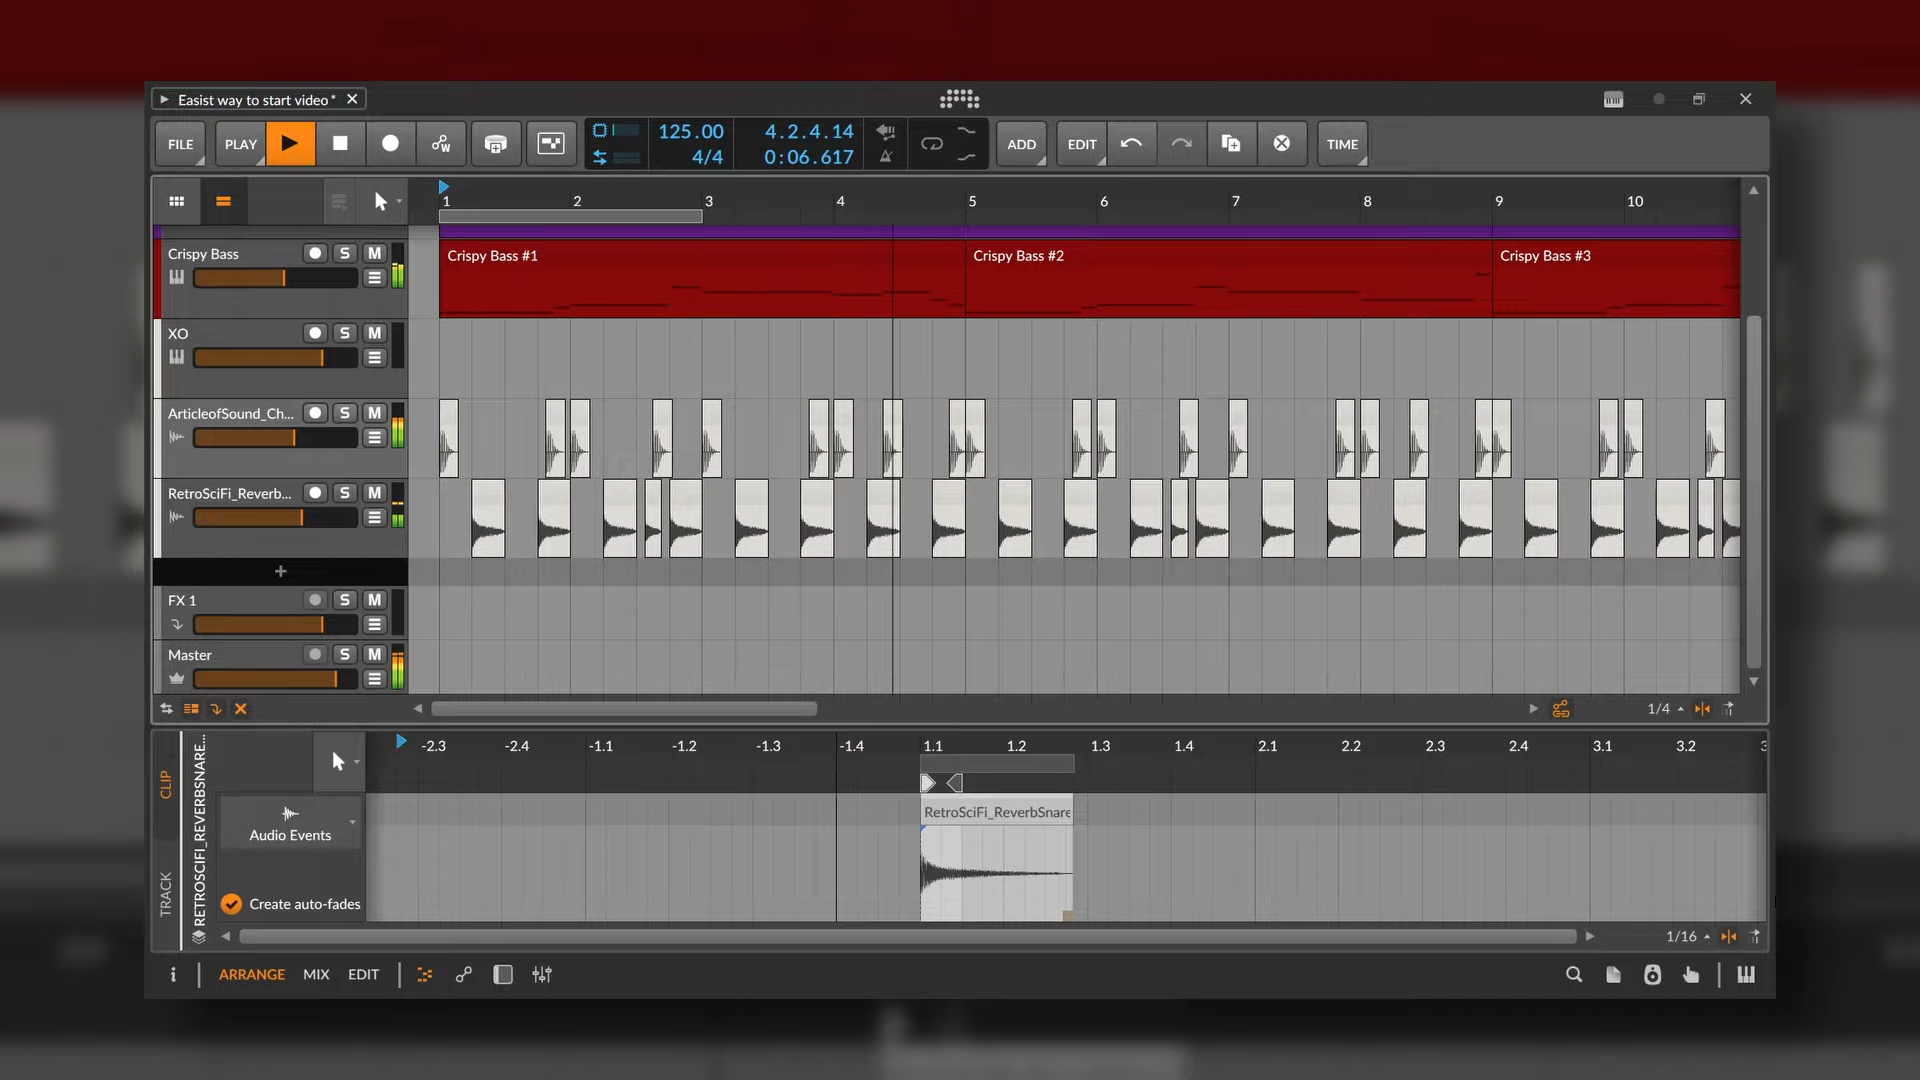 Easist way to start video*
FILE PLAY 125.00 4.2.4.14 ADD EDIT TIME
4/4 0:06.617
1 2 3 4 5 6 7 8 9 10
Crispy Bass S M Crispy Bass #1 Crispy Bass #2 Crispy Bass #3
XO S M
ArticleofSound_Ch... S M
RetroSciFi_Reverb... S M
+
FX 1 S M
Master S M
1/4
-2.3 -2.4 -1.1 -1.2 -1.3 -1.4 1.1 1.2 1.3 1.4 2.1 2.2 2.3 2.4 3.1 3.2 3
CLIP
TRACK
RETROSCIFI_REVERBSNARE...
RetroSciFi_ReverbSnare
Audio Events
Create auto-fades
1/16
i ARRANGE MIX EDIT